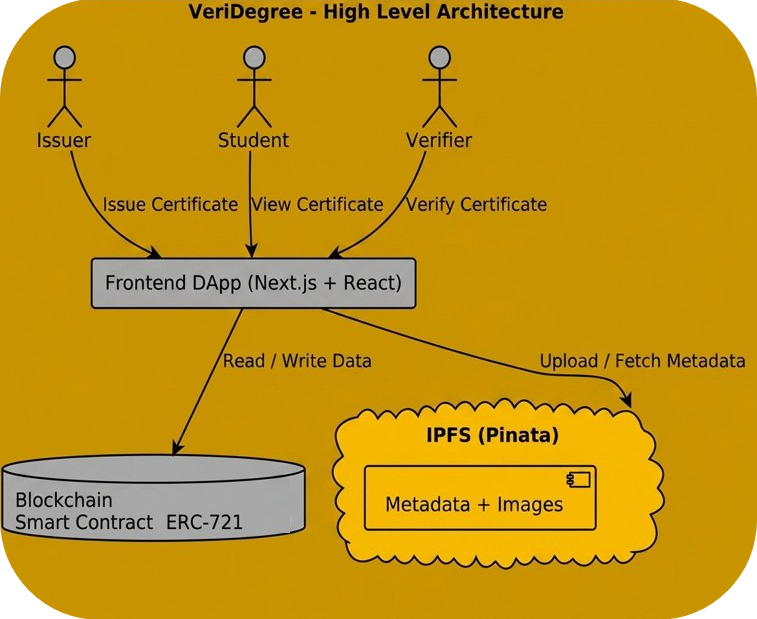 VeriDegree - High Level Architecture
Issuer
Student
Verifier
Issue Certificate
View Certificate
Verify Certificate
Frontend DApp (Next.js + React)
Read / Write Data
Upload / Fetch Metadata
IPFS (Pinata)
Metadata + Images
Blockchain
Smart Contract ERC-721